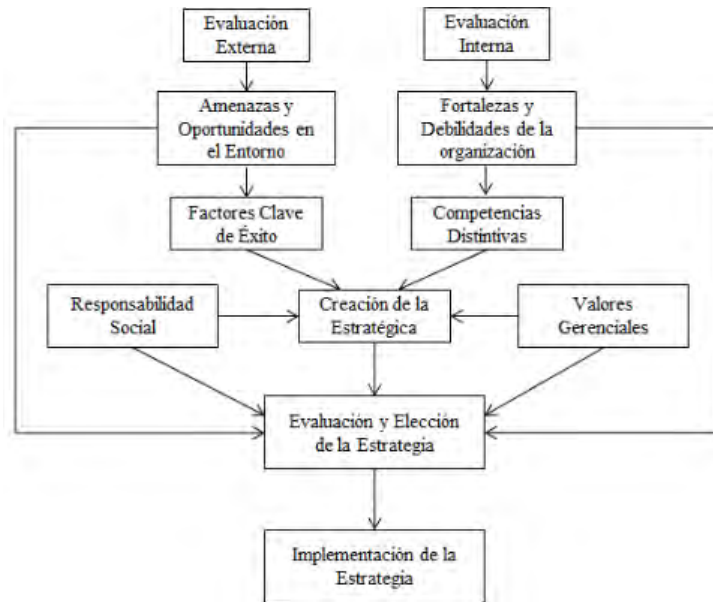 Evaluación
Externa
Evaluación
Interna
Amenazas y
Oportunidades en
el Entorno
Fortalezas y
Debilidades de la
organización
Factores Clave
de Éxito
Competencias
Distintivas
Responsabilidad
Social
Creación de la
Estratégica
Valores
Gerenciales
Evaluación y Elección
de la Estrategia
Implementación de la
Estrategia